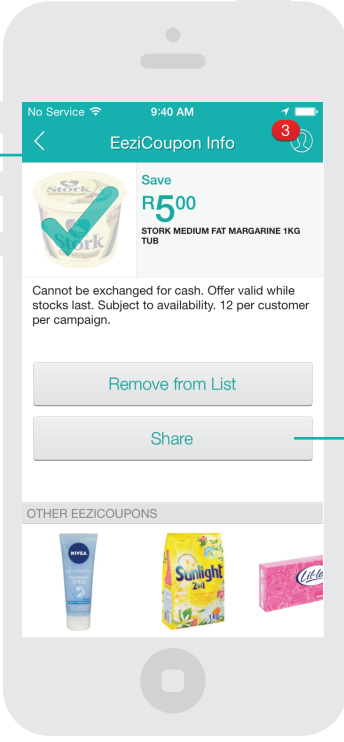 No Service 9:40 AM
EeziCoupon Info 3
Stork
Stork
Save
R500
STORK MEDIUM FAT MARGARINE 1KG
TUB
Cannot be exchanged for cash. Offer valid while
stocks last. Subject to availability. 12 per customer
per campaign.
Remove from List
Share
OTHER EEZICOUPONS
NIVEA
Sunlight
2in1
1kg